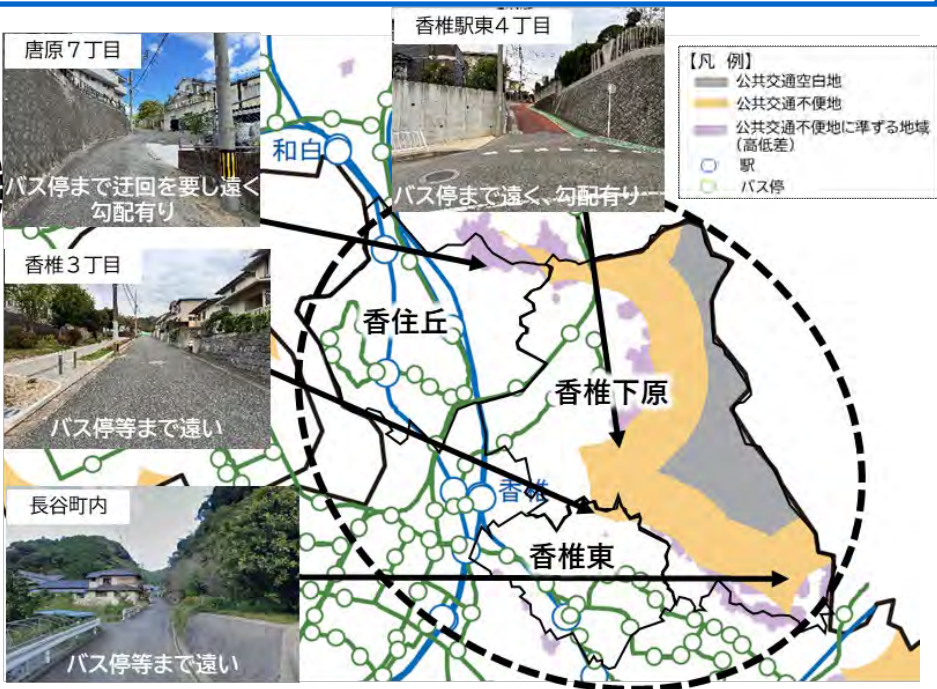 唐原７丁目
バス停まで迂回を要し遠く
勾配有り
香椎駅東４丁目
バス停まで遠く、勾配有り
【凡 例】
公共交通空白地
公共交通不便地
公共交通不便地に準ずる地域
(高低差)
駅
バス停
和白
香椎３丁目
バス停等まで遠い
香住丘
香椎下原
香椎
香椎東
長谷町内
バス停等まで遠い